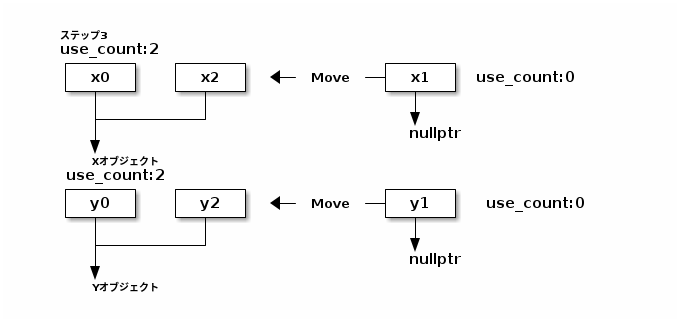 ステップ3
use_count:2
x0 x2 Move x1 use_count:0
nullptr
Xオブジェクト
use_count:2
y0 y2 Move y1 use_count:0
nullptr
Yオブジェクト